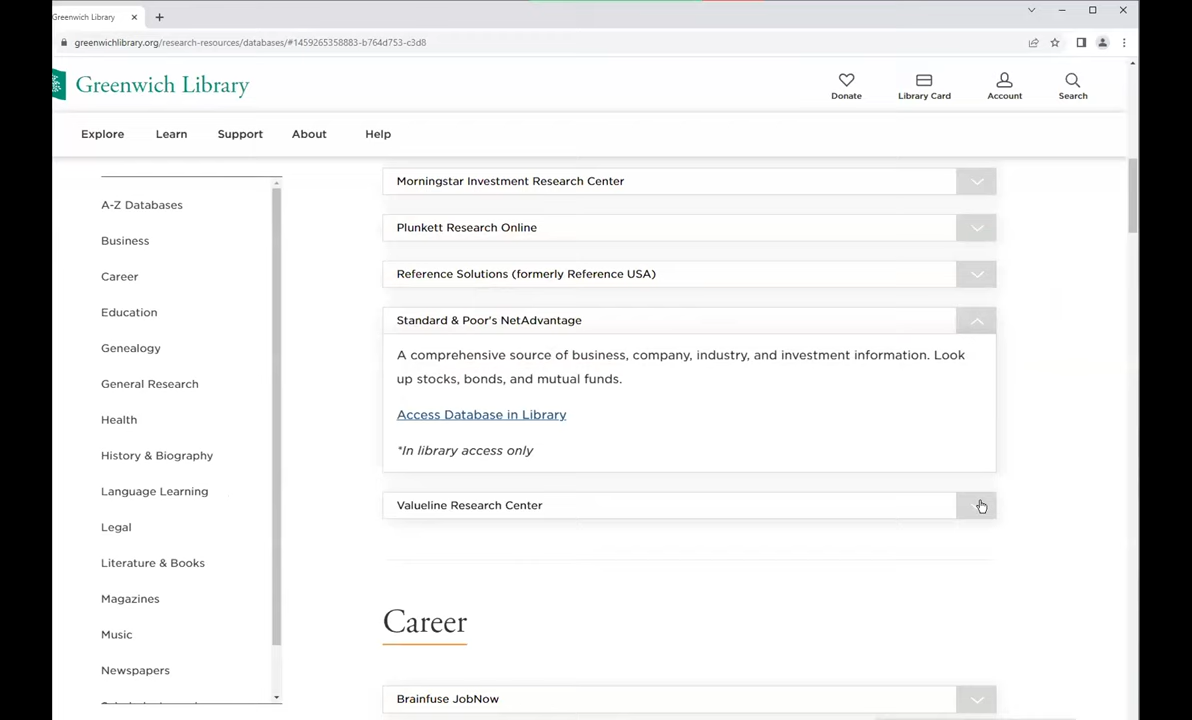 Greenwich Library
greenwichlibrary.org/research-resources/databases/#1459265358883-b764d753-c3d8
Greenwich Library
Donate
Library Card
Account
Search
Explore
Learn
Support
About
Help
A-Z Databases
Business
Career
Education
Genealogy
General Research
Health
History & Biography
Language Learning
Legal
Literature & Books
Magazines
Music
Newspapers
Morningstar Investment Research Center
Plunkett Research Online
Reference Solutions (formerly Reference USA)
Standard & Poor's NetAdvantage
A comprehensive source of business, company, industry, and investment information. Look
up stocks, bonds, and mutual funds.
Access Database in Library
*In library access only
Valueline Research Center
Career
Brainfuse JobNow